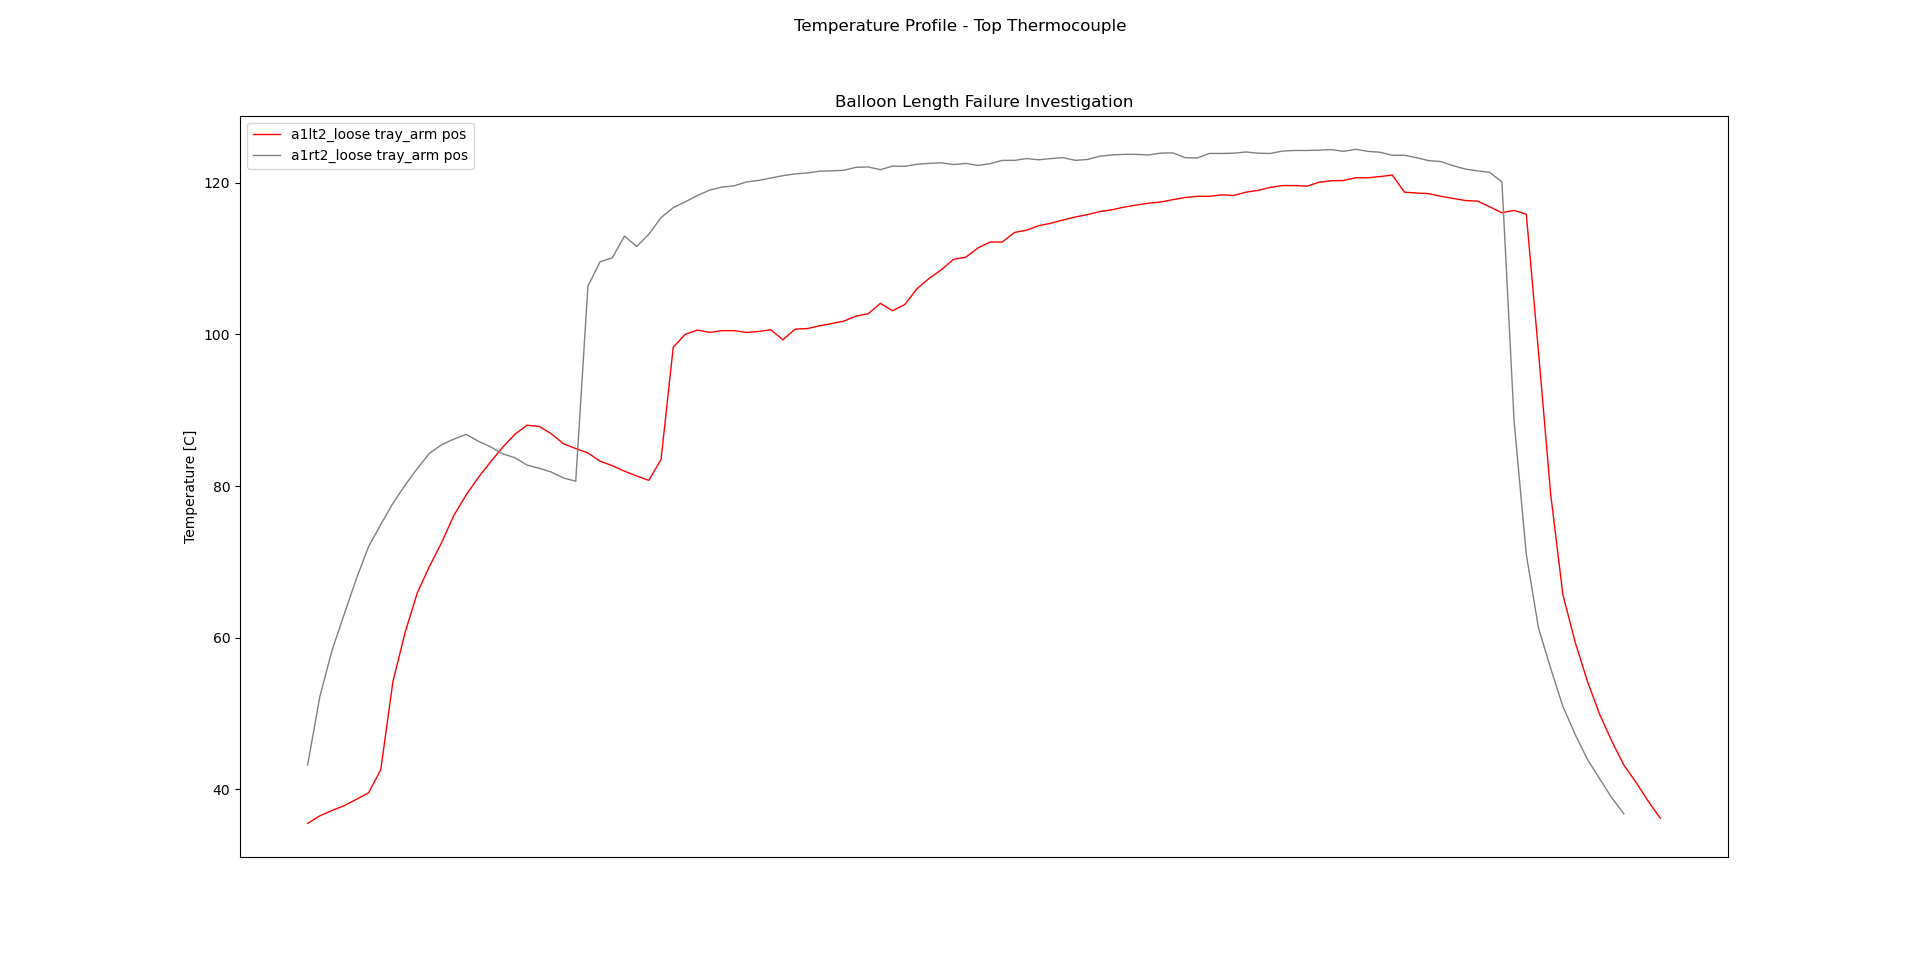 Temperature Profile - Top Thermocouple
Balloon Length Failure Investigation
a1lt2_loose tray_arm pos
a1rt2_loose tray_arm pos
120
100
80
60
40
Temperature [C]